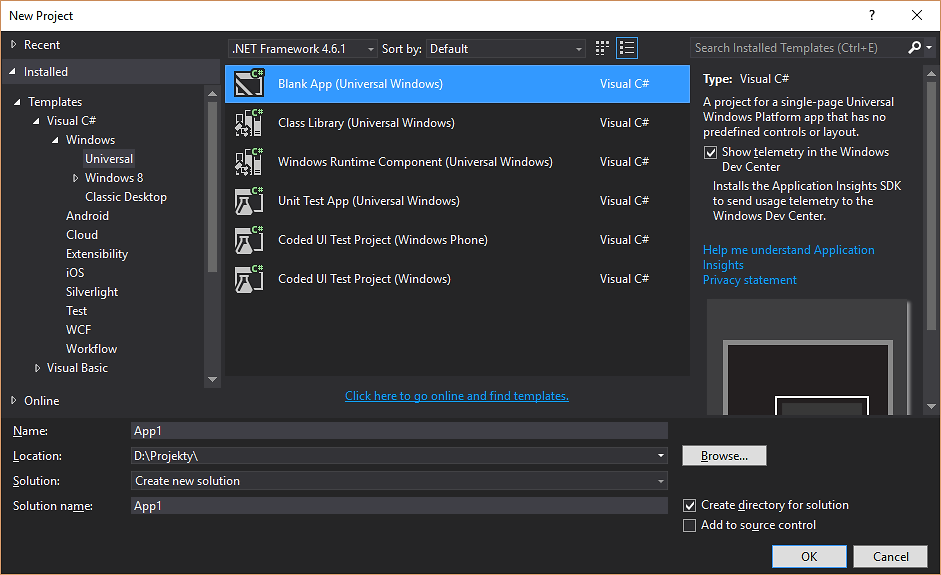 New Project
?
Recent
.NET Framework 4.6.1
Sort by:
Default
Search Installed Templates (Ctrl+E)
Installed
Templates
Visual C#
Windows
Universal
Windows 8
Classic Desktop
Android
Cloud
Extensibility
iOS
Silverlight
Test
WCF
Workflow
Visual Basic
Online
C#
Blank App (Universal Windows)
Visual C#
C#
Class Library (Universal Windows)
Visual C#
C#
Windows Runtime Component (Universal Windows)
Visual C#
C#
Unit Test App (Universal Windows)
Visual C#
C#
Coded UI Test Project (Windows Phone)
Visual C#
C#
Coded UI Test Project (Windows)
Visual C#
Click here to go online and find templates.
Type: Visual C#
A project for a single-page Universal
Windows Platform app that has no
predefined controls or layout.
Show telemetry in the Windows
Dev Center
Installs the Application Insights SDK
to send usage telemetry to the
Windows Dev Center.
Help me understand Application
Insights
Privacy statement
Name:
App1
Location:
D:\Projekty\
Browse...
Solution:
Create new solution
Solution name:
App1
Create directory for solution
Add to source control
OK
Cancel